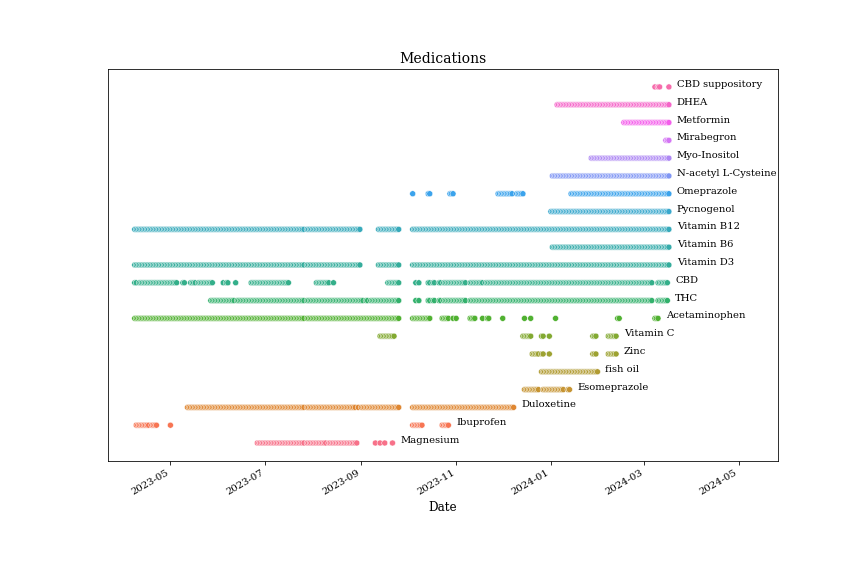 Medications
CBD suppository
DHEA
Metformin
Mirabegron
Myo-Inositol
N-acetyl L-Cysteine
Omeprazole
Pycnogenol
Vitamin B12
Vitamin B6
Vitamin D3
CBD
THC
Acetaminophen
Vitamin C
Zinc
fish oil
Esomeprazole
Duloxetine
Ibuprofen
Magnesium
2023-05
2023-07
2023-09
2023-11
2024-01
2024-03
2024-05
Date